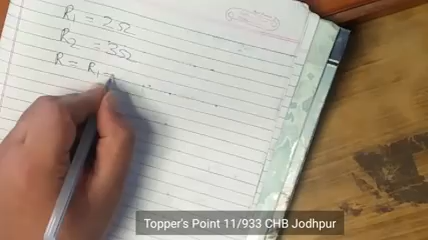 R₁ = 2Ω
R₂ = 3Ω
R = R₁
Topper's Point 11/933 CHB Jodhpur